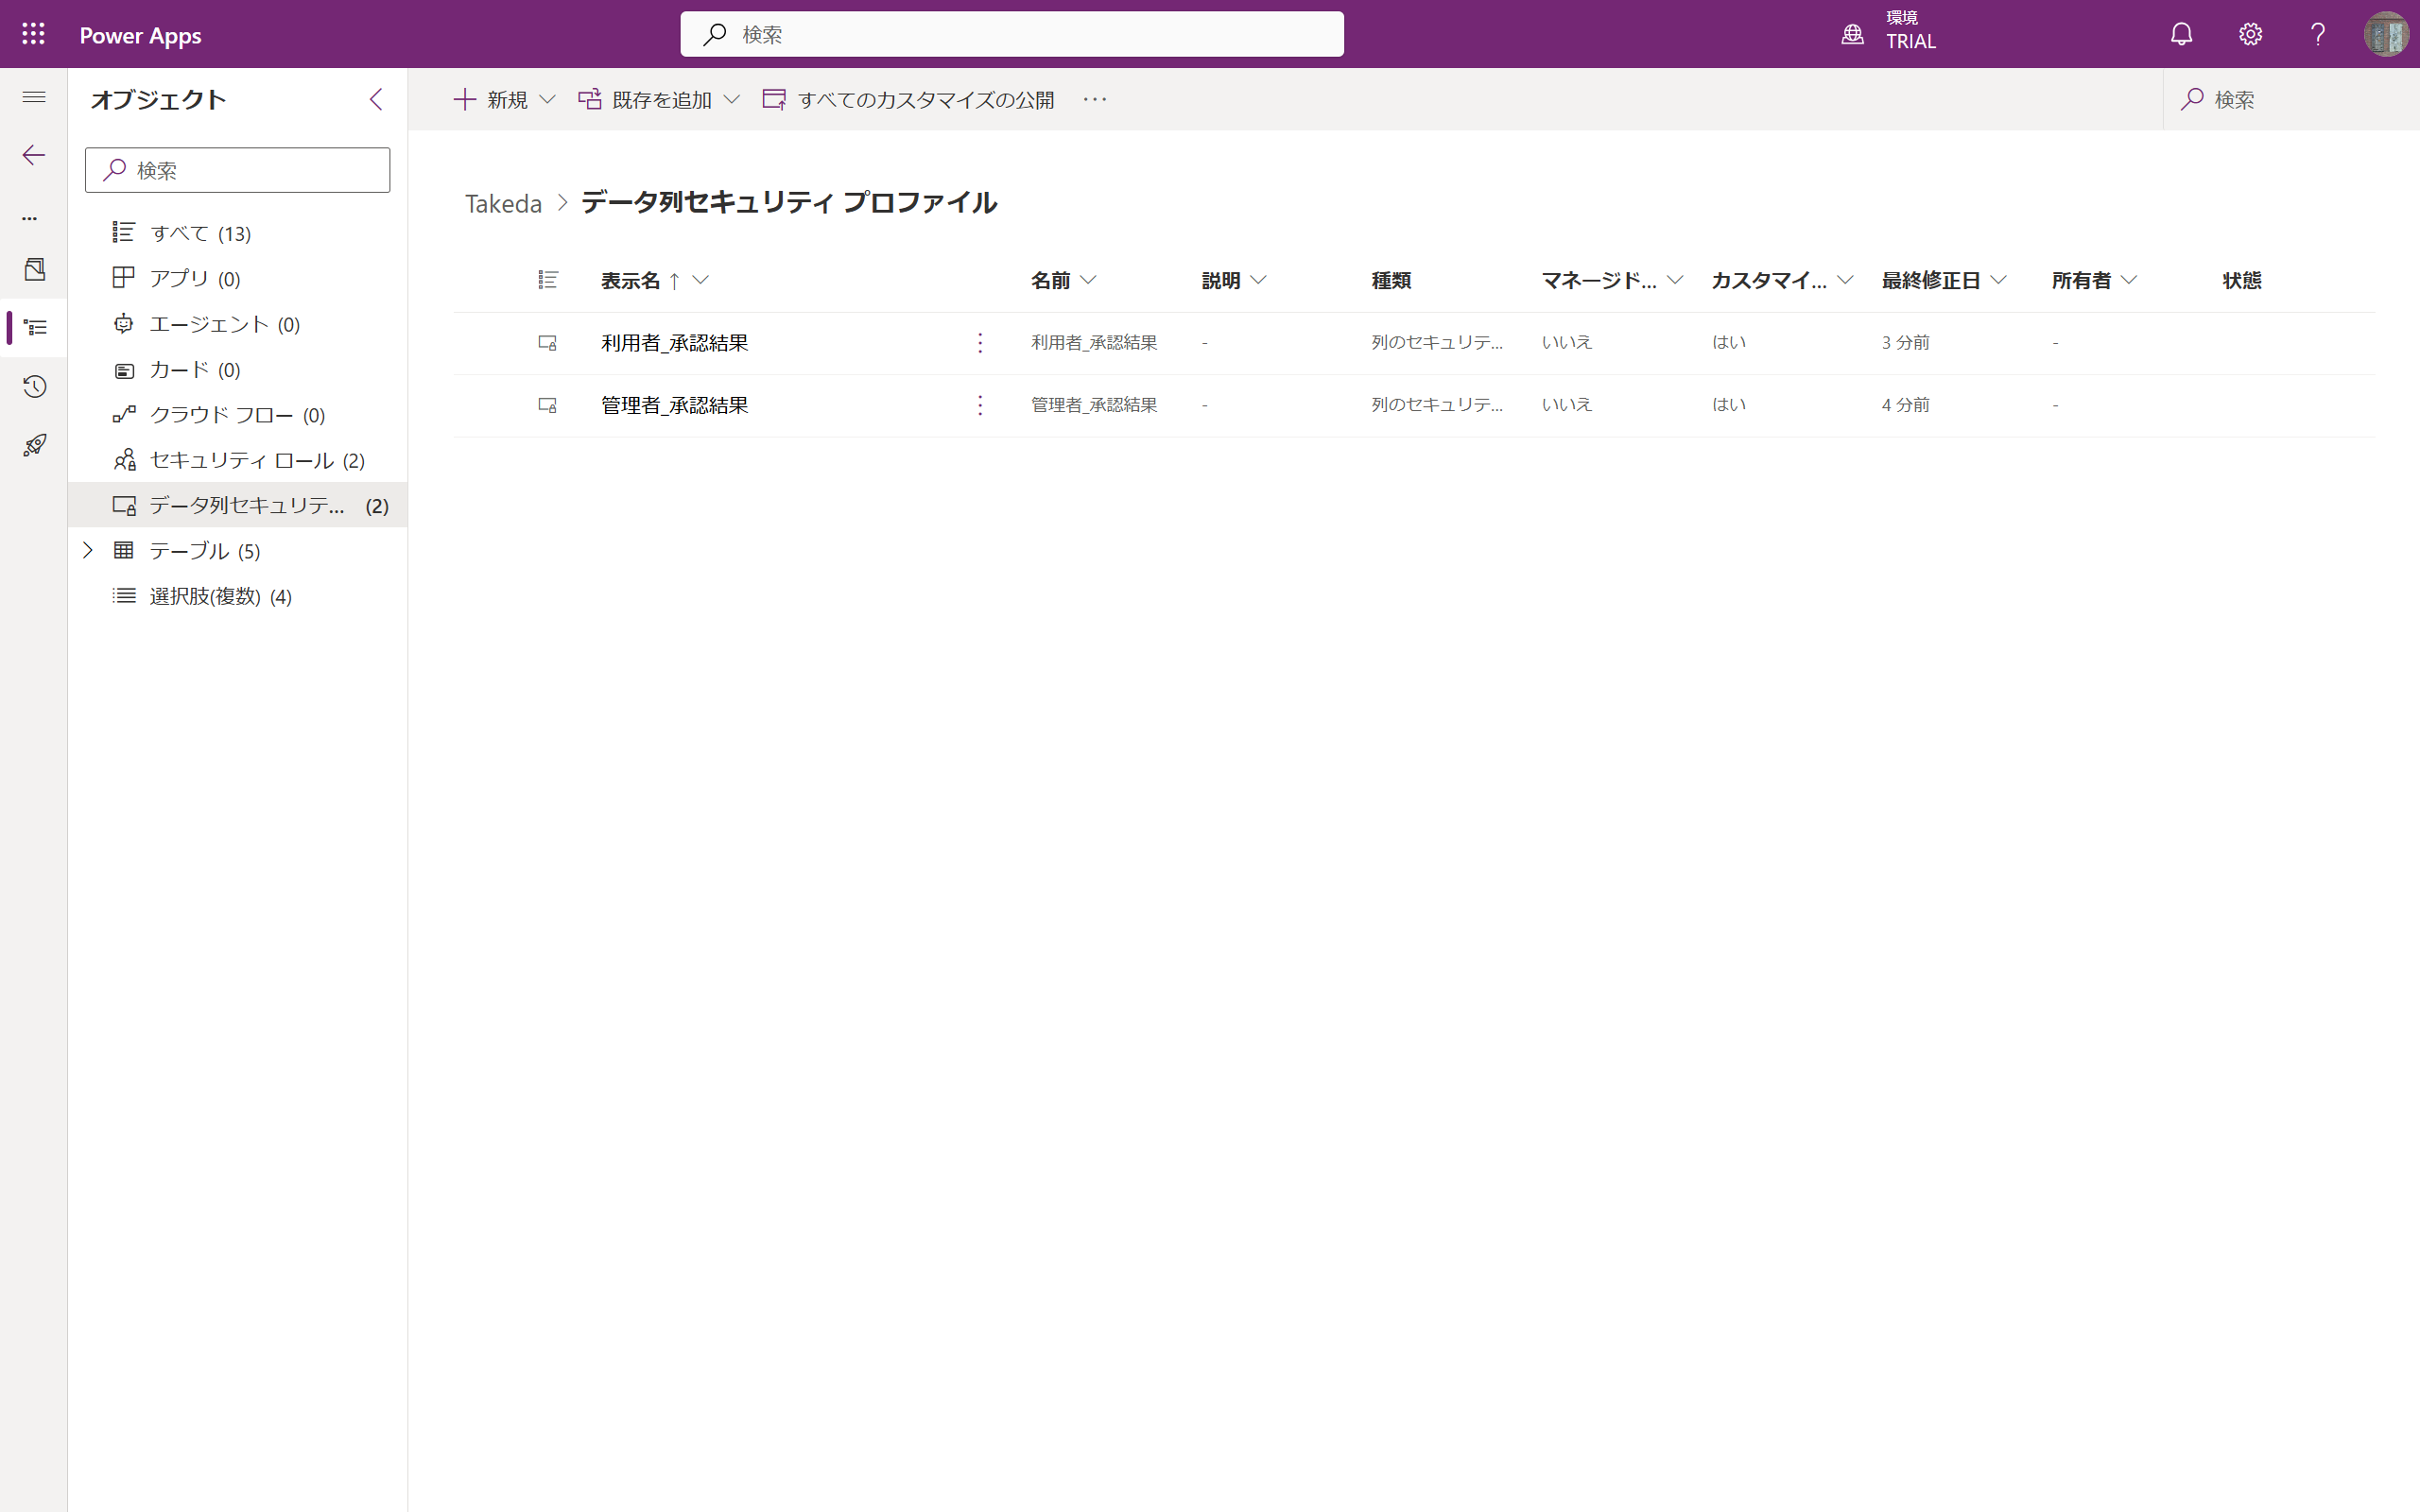 Power Apps
検索
環境
TRIAL
オブジェクト
新規
既存を追加
すべてのカスタマイズの公開
検索
検索
すべて (13)
アプリ (0)
エージェント (0)
カード (0)
クラウド フロー (0)
セキュリティ ロール (2)
データ列セキュリテ... (2)
テーブル (5)
選択肢(複数) (4)
Takeda > データ列セキュリティ プロファイル
表示名 ↑ 名前 説明 種類 マネージド... カスタマイ... 最終修正日 所有者 状態
利用者_承認結果 利用者_承認結果 - 列のセキュリテ... いいえ はい 3 分前 -
管理者_承認結果 管理者_承認結果 - 列のセキュリテ... いいえ はい 4 分前 -